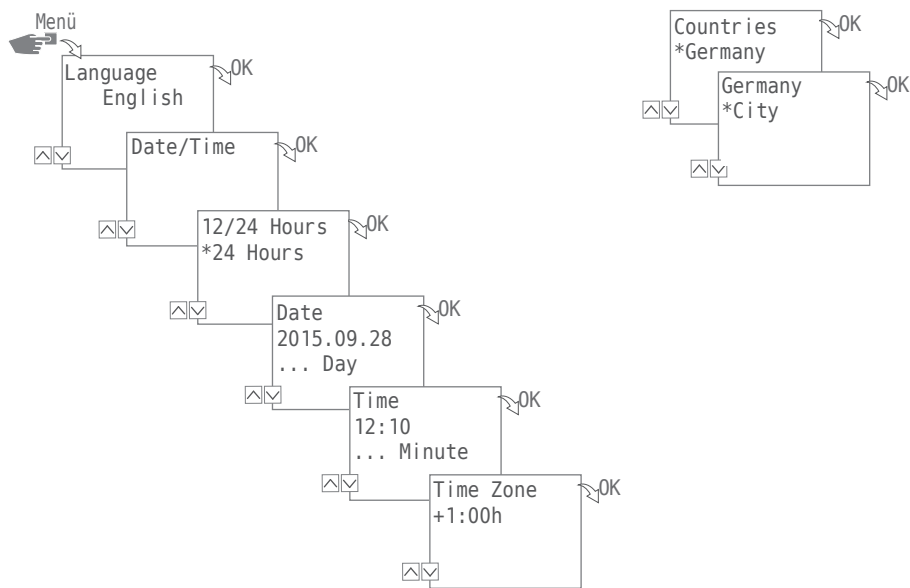 Menü
Language
English
OK
Date/Time
OK
12/24 Hours
*24 Hours
OK
Date
2015.09.28
... Day
OK
Time
12:10
... Minute
OK
Time Zone
+1:00h
OK
Countries
*Germany
OK
Germany
*City
OK